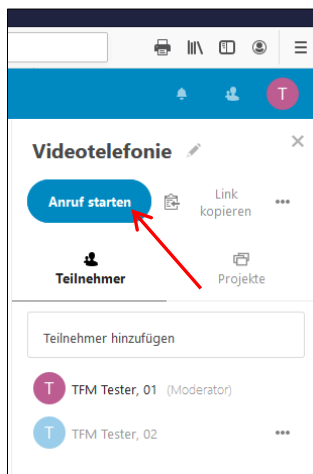 T
Videotelefonie
Anruf starten
Link
kopieren
Teilnehmer
Projekte
Teilnehmer hinzufügen
T TFM Tester, 01 (Moderator)
T TFM Tester, 02